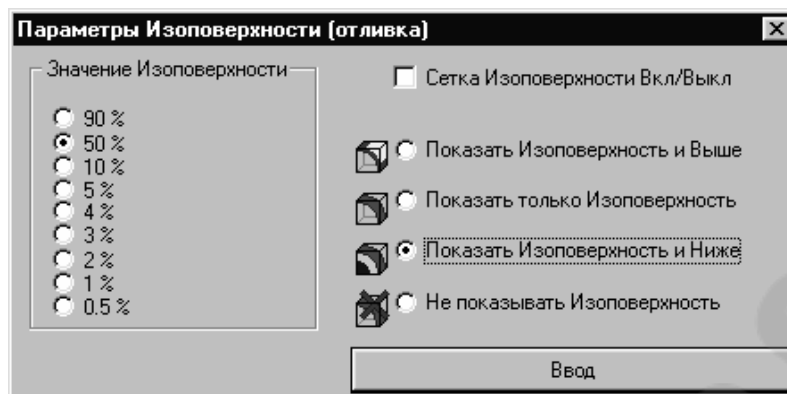 Параметры Изоповерхности (отливка)
Значение Изоповерхности
90 %
50 %
10 %
5 %
4 %
3 %
2 %
1 %
0.5 %
Сетка Изоповерхности Вкл/Выкл
Показать Изоповерхность и Выше
Показать только Изоповерхность
Показать Изоповерхность и Ниже
Не показывать Изоповерхность
Ввод